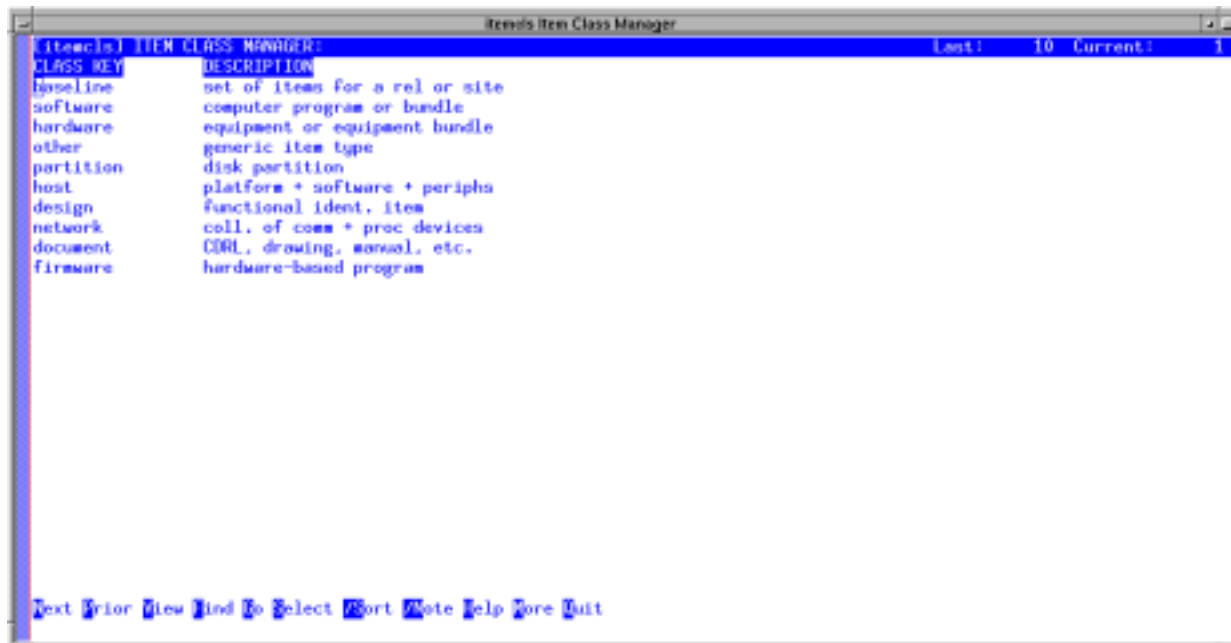 itemcls Item Class Manager
(itemcls) ITEM CLASS MANAGER: Last: 10 Current: 1
CLASS KEY DESCRIPTION
baseline set of items for a rel or site
software computer program or bundle
hardware equipment or equipment bundle
other generic item type
partition disk partition
host platform + software + periphs
design functional ident. item
network coll. of comm + proc devices
document CDRL, drawing, manual, etc.
firmware hardware-based program
Next Prior View Find Go Select /Sort /Note Help More Quit